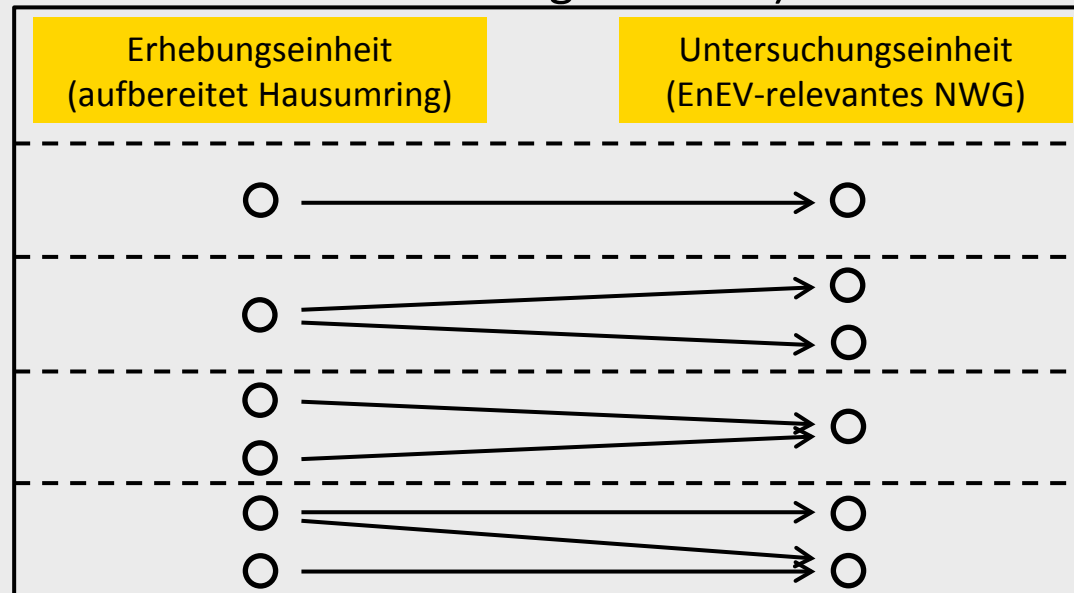 Erhebungseinheit
(aufbereitet Hausumring)
Untersuchungseinheit
(EnEV-relevantes NWG)